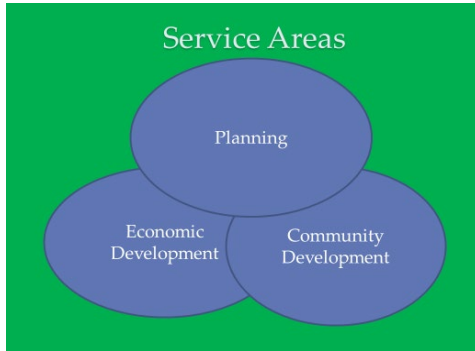 Service Areas
Planning
Economic
Development
Community
Development